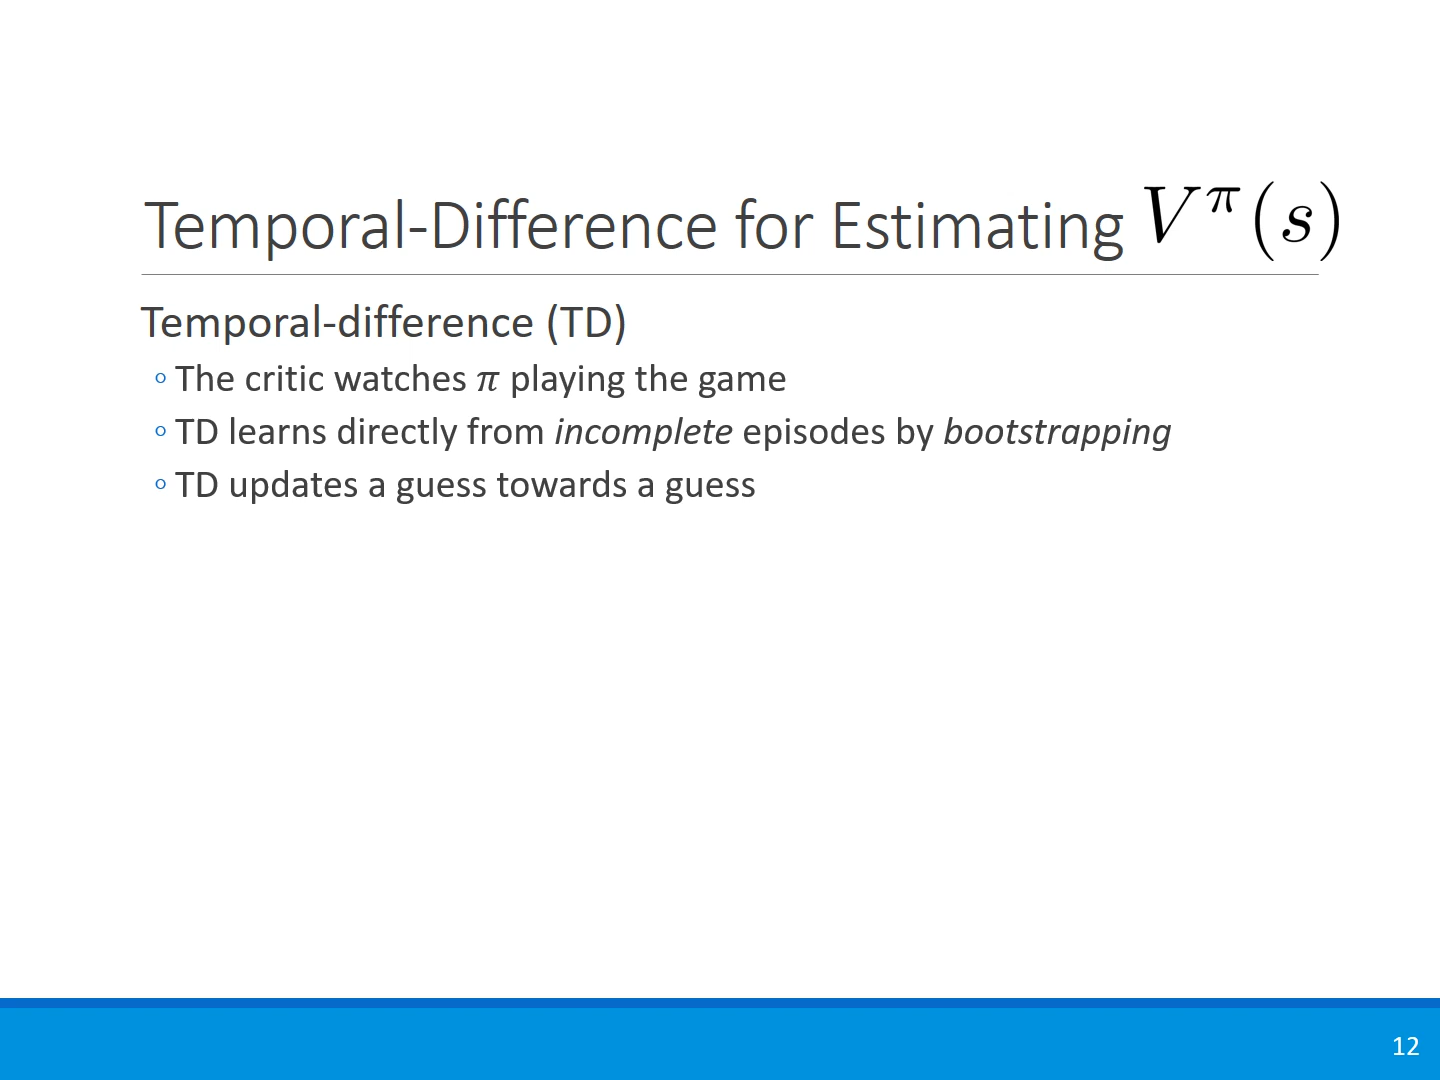 Temporal-Difference for Estimating V^π(s)
Temporal-difference (TD)
◦ The critic watches π playing the game
◦ TD learns directly from incomplete episodes by bootstrapping
◦ TD updates a guess towards a guess
12